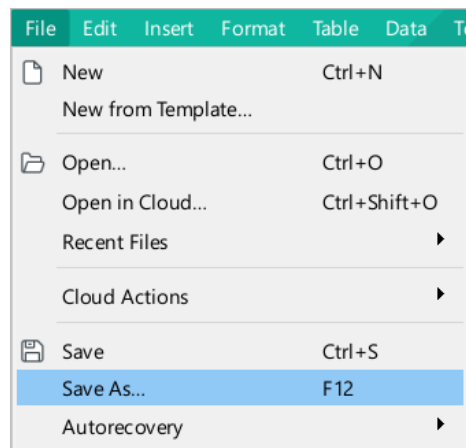 File Edit Insert Format Table Data
New Ctrl+N
New from Template...
Open... Ctrl+O
Open in Cloud... Ctrl+Shift+O
Recent Files
Cloud Actions
Save Ctrl+S
Save As... F12
Autorecovery